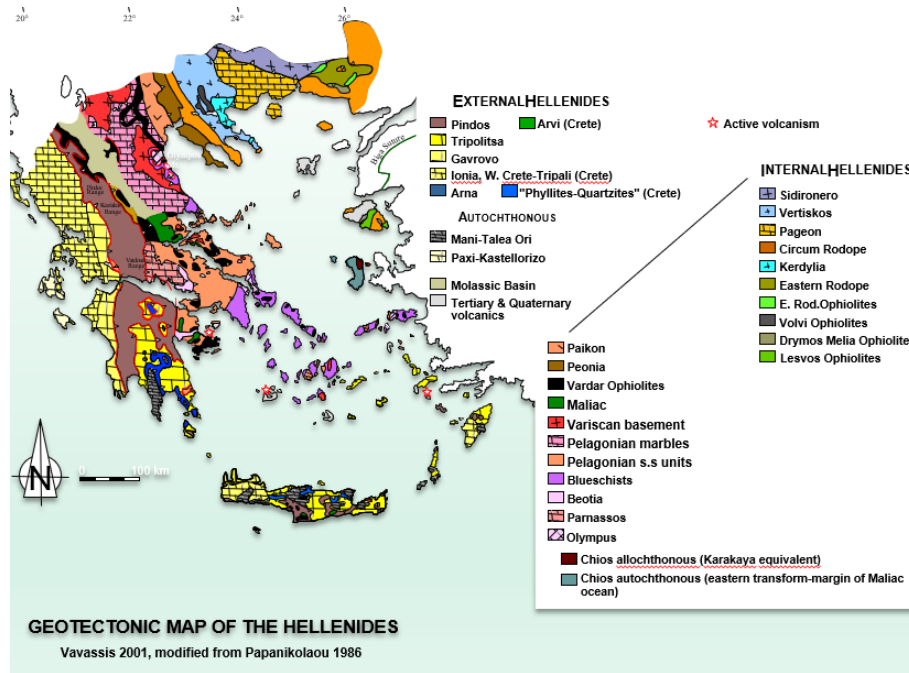 20° 22° 24° 26°
EXTERNAL HELLENIDES
Pindos
Arvi (Crete)
Tripolitsa
Gavrovo
Ionia, W. Crete-Tripali (Crete)
Arna
"Phyllites-Quartzites" (Crete)
AUTOCHTHONOUS
Mani-Talea Ori
Paxi-Kastellorizo
Molassic Basin
Tertiary & Quaternary
volcanics
Active volcanism
INTERNAL HELLENIDES
Sidironero
Vertiskos
Pageon
Circum Rodope
Kerdylia
Eastern Rodope
E. Rod.Ophiolites
Volvi Ophiolites
Drymos Melia Ophiolite
Lesvos Ophiolites
Paikon
Peonia
Vardar Ophiolites
Maliac
Variscan basement
Pelagonian marbles
Pelagonian s.s units
Blueschists
Beotia
Parnassos
Olympus
Chios allochthonous (Karakaya equivalent)
Chios autochthonous (eastern transform-margin of Maliac
ocean)
Range
Range
Range
N
0 100 km
GEOTECTONIC MAP OF THE HELLENIDES
Vavassis 2001, modified from Papanikolaou 1986